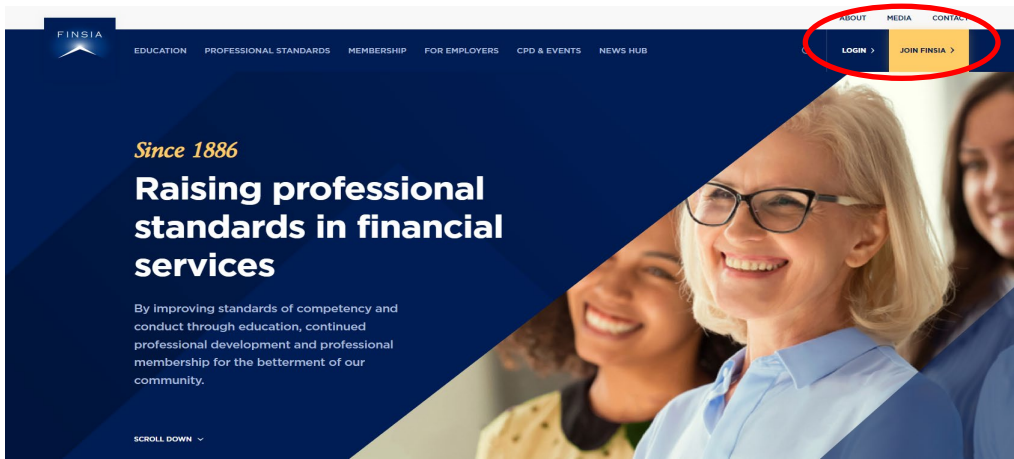 ABOUT MEDIA CONTACT
FINSIA
EDUCATION PROFESSIONAL STANDARDS MEMBERSHIP FOR EMPLOYERS CPD & EVENTS NEWS HUB LOGIN > JOIN FINSIA >
Since 1886
Raising professional
standards in financial
services
By improving standards of competency and
conduct through education, continued
professional development and professional
membership for the betterment of our
community.
SCROLL DOWN